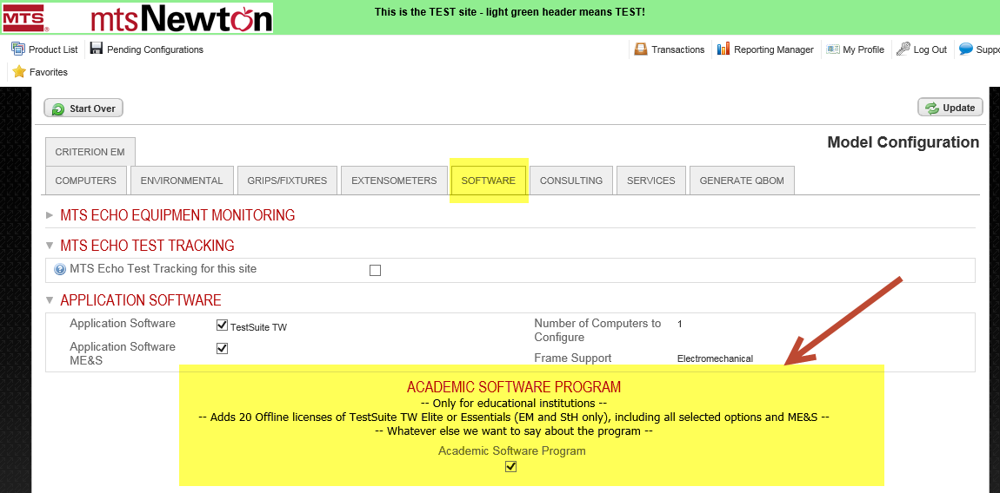 MTS
mtsNewton
This is the TEST site - light green header means TEST!
Product List
Pending Configurations
Transactions
Reporting Manager
My Profile
Log Out
Suppo
Favorites
Start Over
Update
CRITERION EM
Model Configuration
COMPUTERS
ENVIRONMENTAL
GRIPS/FIXTURES
EXTENSOMETERS
SOFTWARE
CONSULTING
SERVICES
GENERATE QBOM
MTS ECHO EQUIPMENT MONITORING
MTS ECHO TEST TRACKING
MTS Echo Test Tracking for this site
APPLICATION SOFTWARE
Application Software
TestSuite TW
Application Software
ME&S
Number of Computers to
Configure
1
Frame Support
Electromechanical
ACADEMIC SOFTWARE PROGRAM
-- Only for educational institutions --
-- Adds 20 Offline licenses of TestSuite TW Elite or Essentials (EM and StH only), including all selected options and ME&S --
-- Whatever else we want to say about the program --
Academic Software Program